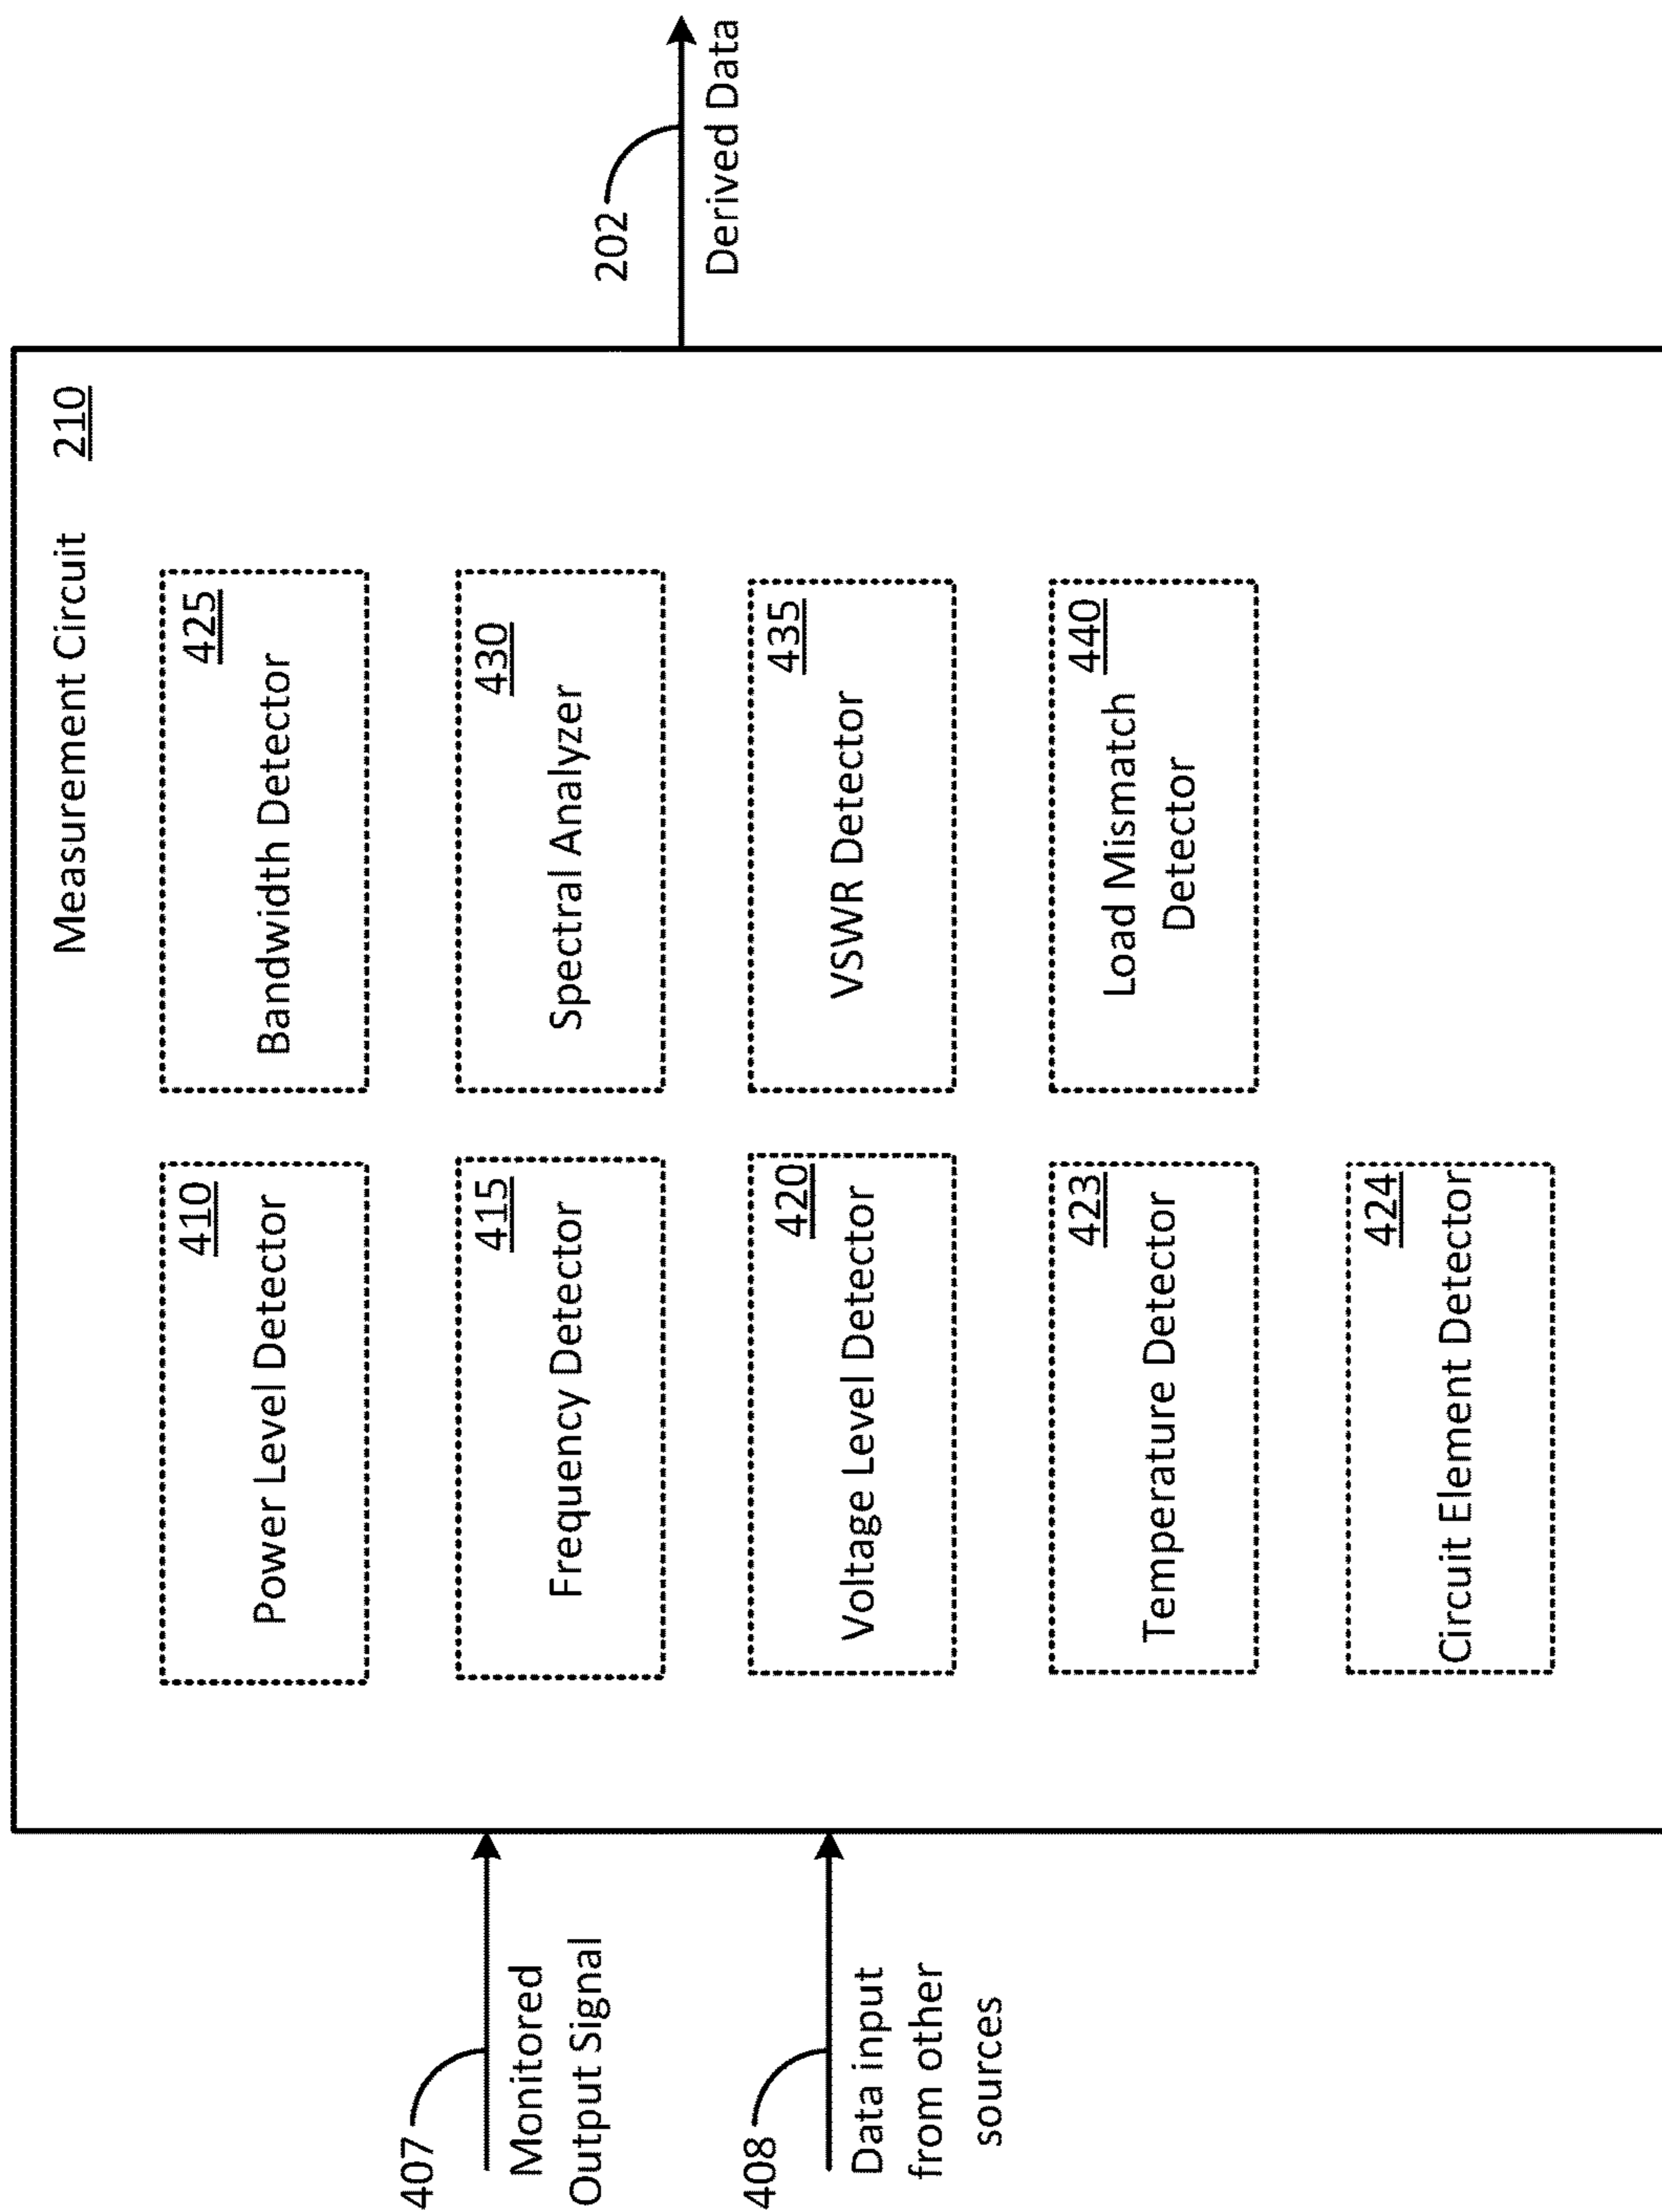 Measurement Circuit 210
407
Monitored
Output Signal
408
Data input
from other
sources
410
Power Level Detector
415
Frequency Detector
420
Voltage Level Detector
423
Temperature Detector
424
Circuit Element Detector
425
Bandwidth Detector
430
Spectral Analyzer
435
VSWR Detector
440
Load Mismatch
Detector
202
Derived Data